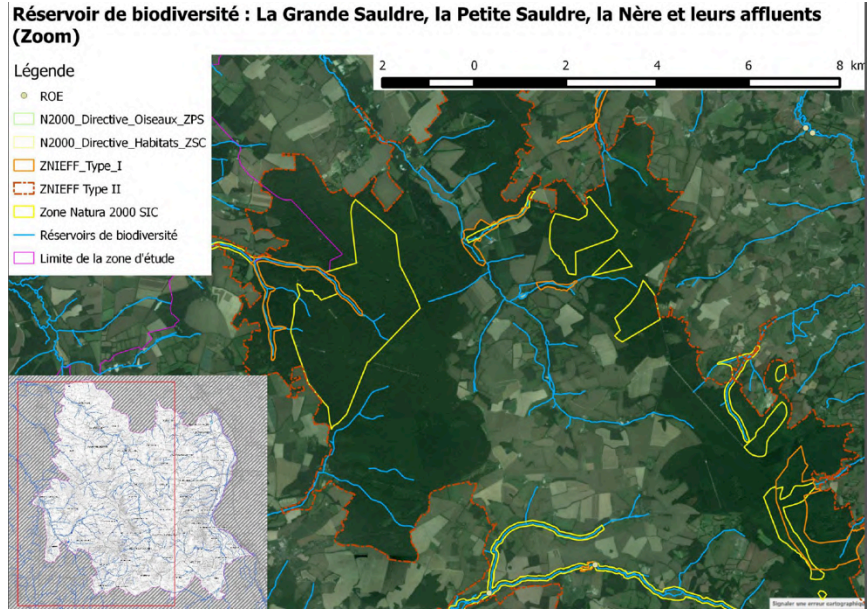 Réservoir de biodiversité : La Grande Sauldre, la Petite Sauldre, la Nère et leurs affluents
(Zoom)
2 0 2 4 6 8 km
Légende
ROE
N2000_Directive_Oiseaux_ZPS
N2000_Directive_Habitats_ZSC
ZNIEFF_Type_I
ZNIEFF Type II
Zone Natura 2000 SIC
Réservoirs de biodiversité
Limite de la zone d'étude
Signaler une erreur cartographique